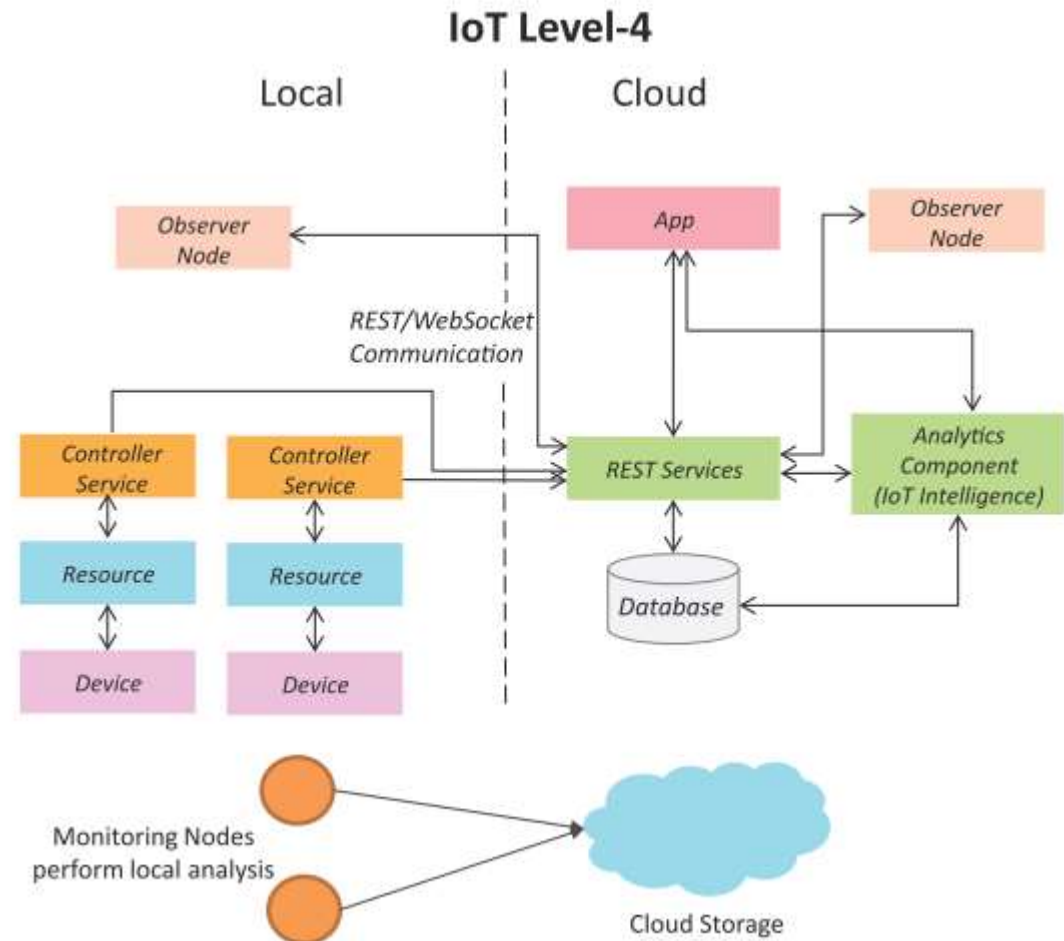 IoT Level-4
Local
Cloud
Observer
Node
App
Observer
Node
REST/WebSocket
Communication
Controller
Service
Controller
Service
REST Services
Analytics
Component
(IoT Intelligence)
Resource
Resource
Database
Device
Device
Monitoring Nodes
perform local analysis
Cloud Storage